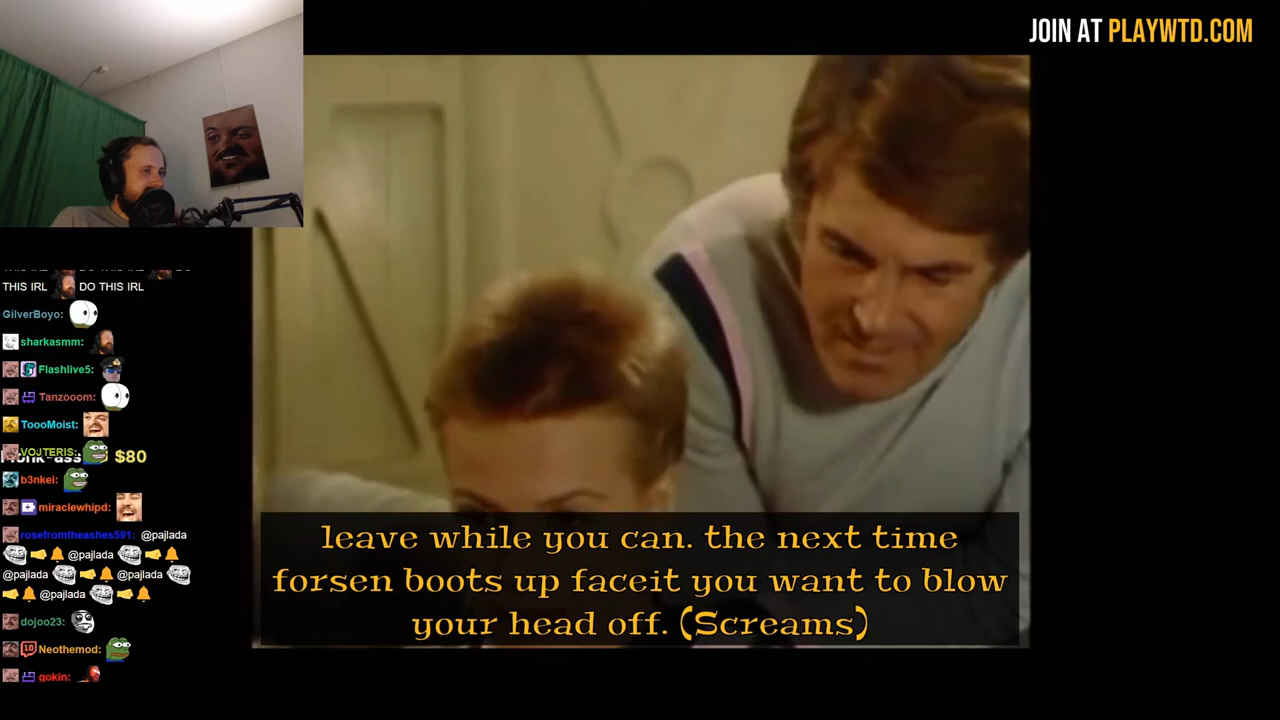 JOIN AT PLAYWTD.COM
THIS IRL DO THIS IRL
GilverBoyo:
sharkasmm:
Flashlive5:
Tanzooom:
ToooMoist:
VOJTERIS:
$80
b3nkei:
miraclewhipd:
rosefromtheashes591: @pajlada
@pajlada
@pajlada @pajlada
@pajlada
dojoo23:
Neothemod:
gokin:
leave while you can. the next time
forsen boots up faceit you want to blow
your head off. (Screams)